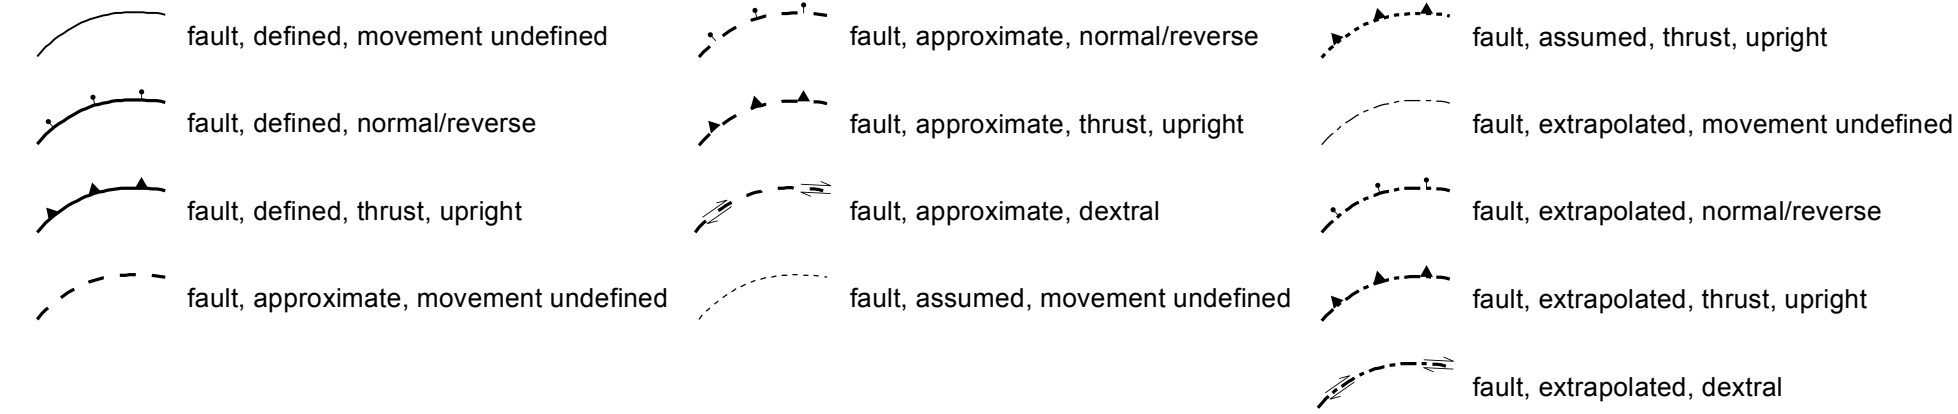 fault, defined, movement undefined
fault, defined, normal/reverse
fault, defined, thrust, upright
fault, approximate, movement undefined
fault, approximate, normal/reverse
fault, approximate, thrust, upright
fault, approximate, dextral
fault, assumed, movement undefined
fault, assumed, thrust, upright
fault, extrapolated, movement undefined
fault, extrapolated, normal/reverse
fault, extrapolated, thrust, upright
fault, extrapolated, dextral